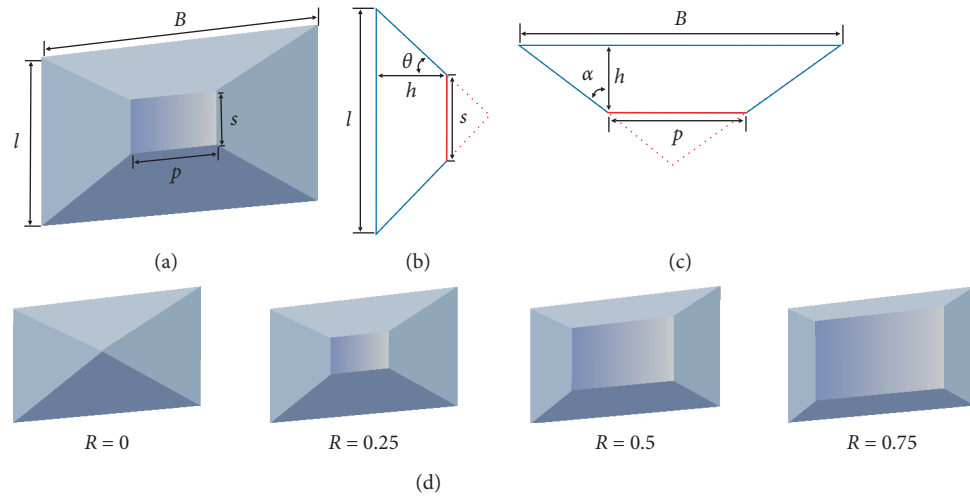 B
l
s
p
(a)
θ
h
l
s
(b)
B
α
h
p
(c)
R = 0
R = 0.25
R = 0.5
R = 0.75
(d)